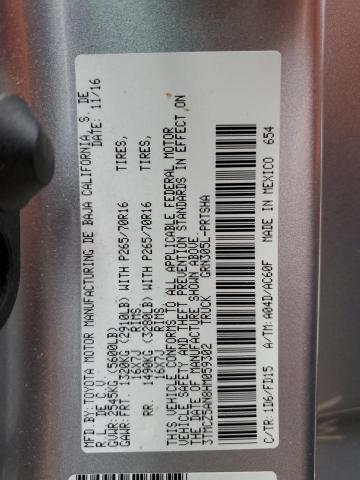 MFD. BY:TOYOTA MOTOR MANUFACTURING DE BAJA CALIFORNIA, S. DE
R. L. DE C.V. DATE: 11/16
GVWR: 2545KG (5600LB)
GAWR: FRT. 1320KG (2910LB) WITH P265/70R16 TIRES,
16X7J RIMS
RR. 1490KG (3280LB) WITH P265/70R16 TIRES,
16X7J RIMS
THIS VEHICLE CONFORMS TO ALL APPLICABLE FEDERAL MOTOR
VEHICLE SAFETY AND THEFT PREVENTION STANDARDS IN EFFECT ON
THE DATE OF MANUFACTURE SHOWN ABOVE.
3TMCZ5AN8HM055302 TRUCK GRN305L-PRTSHA
C/TR: 1D6/FD15 A/TM: A04D/AC60F MADE IN MEXICO 654